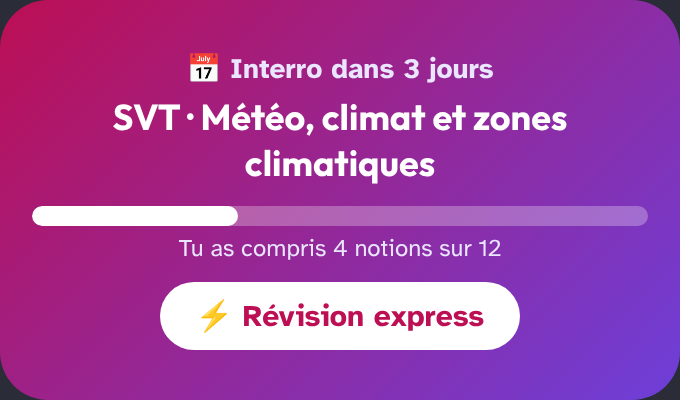 📅 Interro dans 3 jours
SVT · Météo, climat et zones
climatiques
Tu as compris 4 notions sur 12
⚡ Révision express